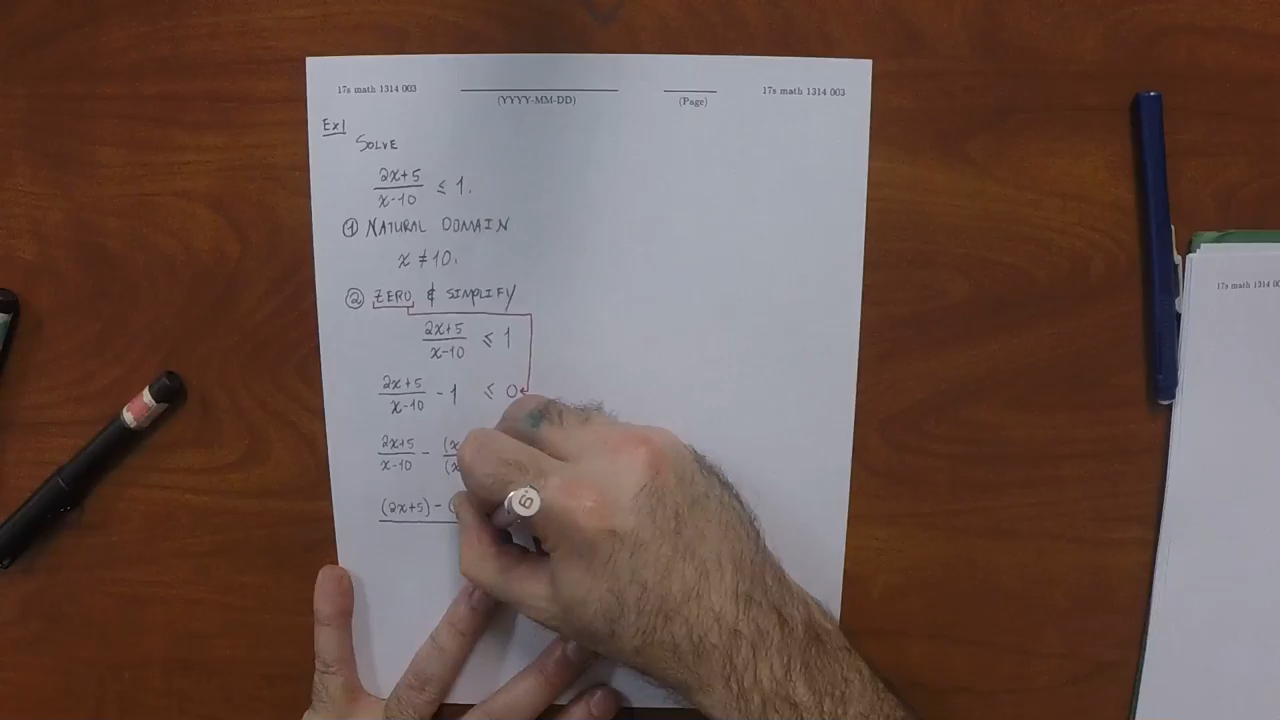 17s math 1314 003 (YYYY-MM-DD) (Page) 17s math 1314 003
Ex1
SOLVE
2x+5
x-10 ≤ 1.
① NATURAL DOMAIN
x ≠ 10.
② ZERO & SIMPLIFY
2x+5
x-10 ≤ 1
2x+5
x-10 - 1 ≤ 0
2x+5
x-10 - (x
(x
(2x+5) - (
6
17s math 1314 00